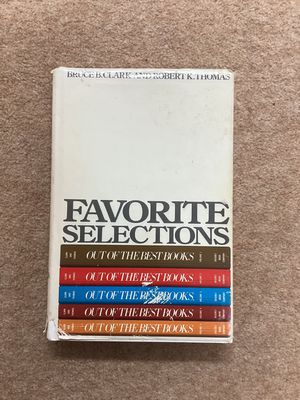 BRUCE B. CLARK AND ROBERT K. THOMAS
FAVORITE
SELECTIONS
OUT OF THE BEST BOOKS
OUT OF THE BEST BOOKS
OUT OF THE BEST BOOKS
OUT OF THE BEST BOOKS
OUT OF THE BEST BOOKS